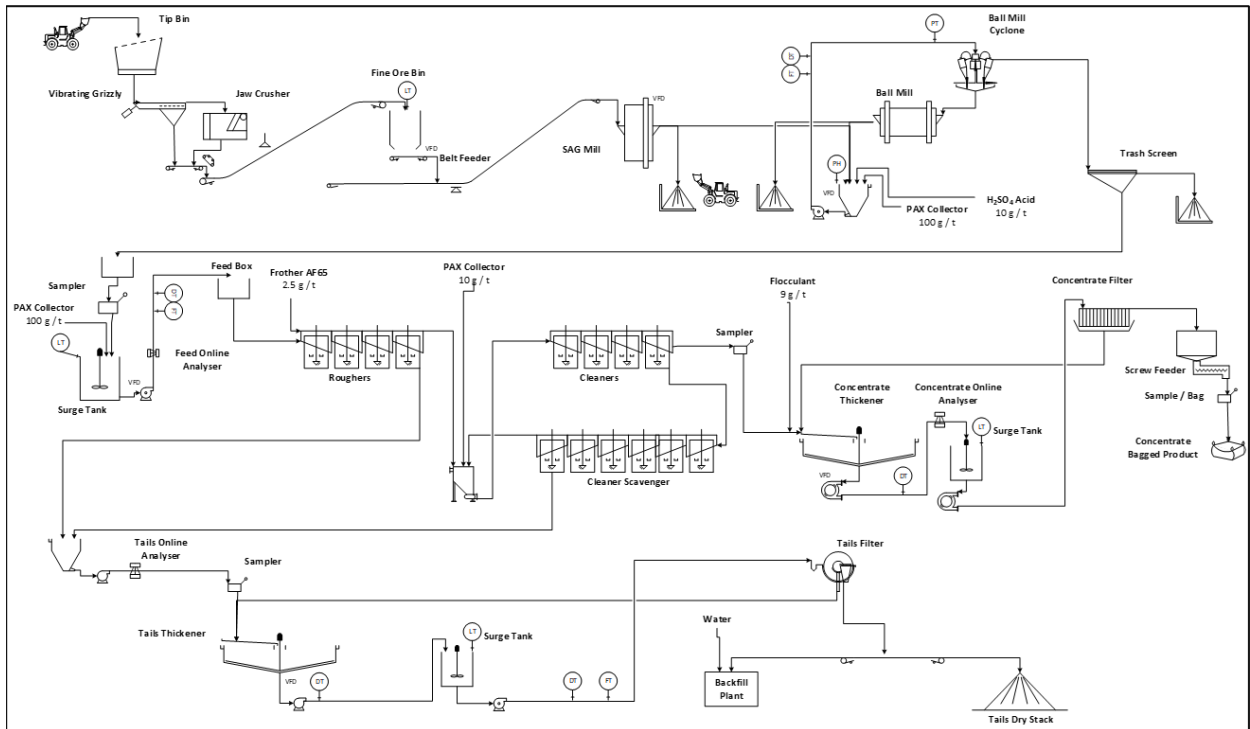 Tip Bin
Vibrating Grizzly
Jaw Crusher
Fine Ore Bin
LT
VFD
Belt Feeder
SAG Mill
VFD
PT
Ball Mill
Cyclone
Ball Mill
PH
VFD
PAX Collector
100 g / t
H₂SO₄ Acid
10 g / t
Trash Screen
Sampler
PAX Collector
100 g / t
LT
Surge Tank
VFD
Feed Online
Analyser
DT
FT
Feed Box
Frother AF65
2.5 g / t
Roughers
PAX Collector
10 g / t
Cleaners
Cleaner Scavenger
Sampler
Flocculant
9 g / t
Concentrate
Thickener
VFD
DT
Concentrate Online
Analyser
LT
Surge Tank
Concentrate Filter
Screw Feeder
Sample / Bag
Concentrate
Bagged Product
Tails Online
Analyser
Sampler
Tails Thickener
VFD
DT
LT
Surge Tank
DT
FT
Tails Filter
Water
Backfill
Plant
Tails Dry Stack